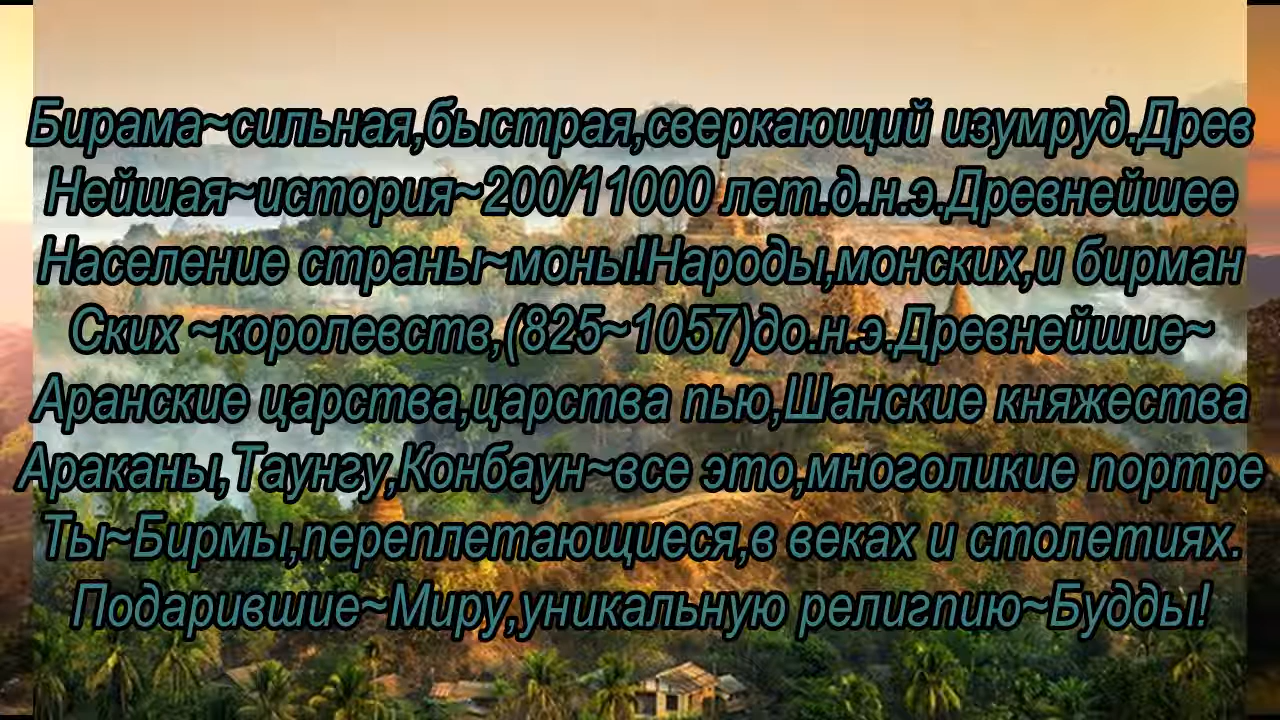 Бирама~сильная,быстрая,сверкающий изумруд.Древ
Нейшая~история~200/11000 лет.д.н.э.Древнейшее
Население страны~моны!Народы,монских,и бирман
Ских ~королевств,(825~1057)до.н.э.Древнейшие~
Аранские царства,царства пью,Шанские княжества
Араканы,Таунгу,Конбаун~все это,многоликие портре
Ты~Бирмы,переплетающиеся,в веках и столетиях.
Подарившие~Миру,уникальную религпию~Будды!